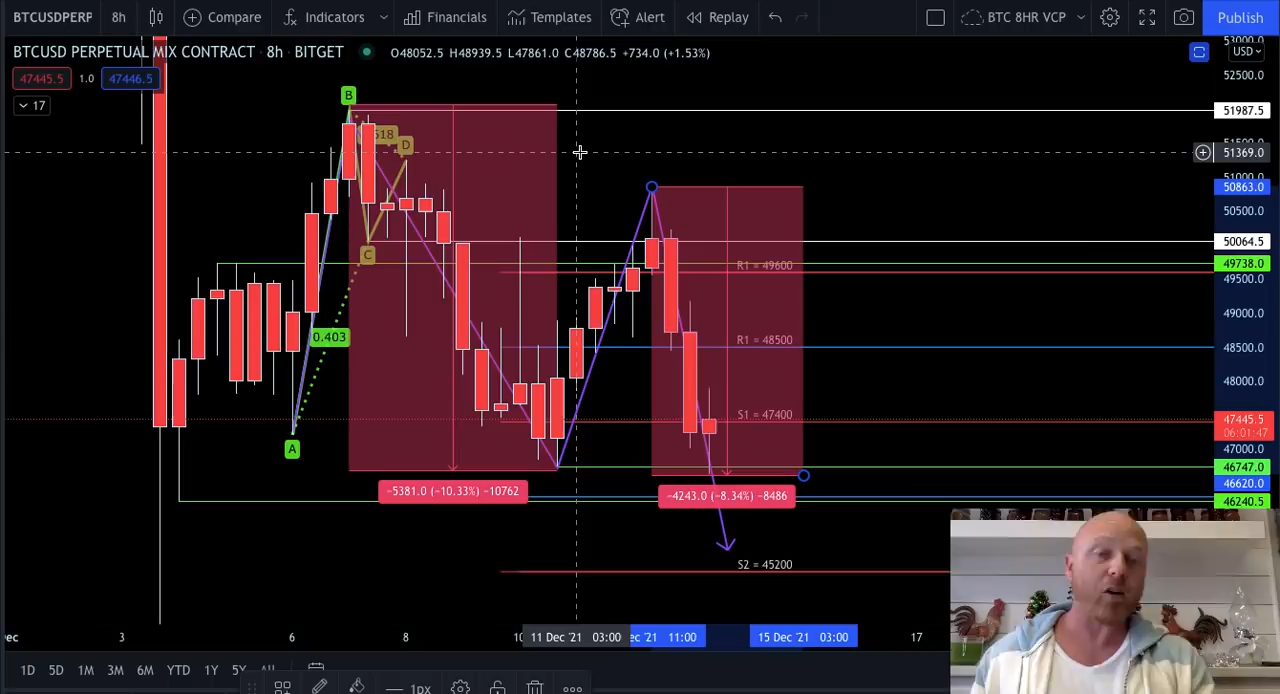 BTCUSDPERP 8h Compare Indicators Financials Templates Alert Replay BTC 8HR VCP Publish
BTCUSD PERPETUAL MIX CONTRACT · 8h · BITGET O48052.5 H48939.5 L47861.0 C48786.5 +734.0 (+1.53%)
USD
47445.5 1.0 47446.5
52500.0
17
B
51987.5
D
C
51369.0
51000.0
50863.0
50500.0
50064.5
49738.0
R1 = 49600
49500.0
49000.0
0.403
R1 = 48500
48500.0
48000.0
S1 = 47400
47445.5
06:01:47
A
47000.0
46747.0
46620.0
46240.5
−5381.0 (−10.33%) −10762
−4243.0 (−8.34%) −8486
S2 = 45200
3 6 8 11 Dec '21 03:00 11:00 15 Dec '21 03:00 17
1D 5D 1M 3M 6M YTD 1Y 5Y
1px